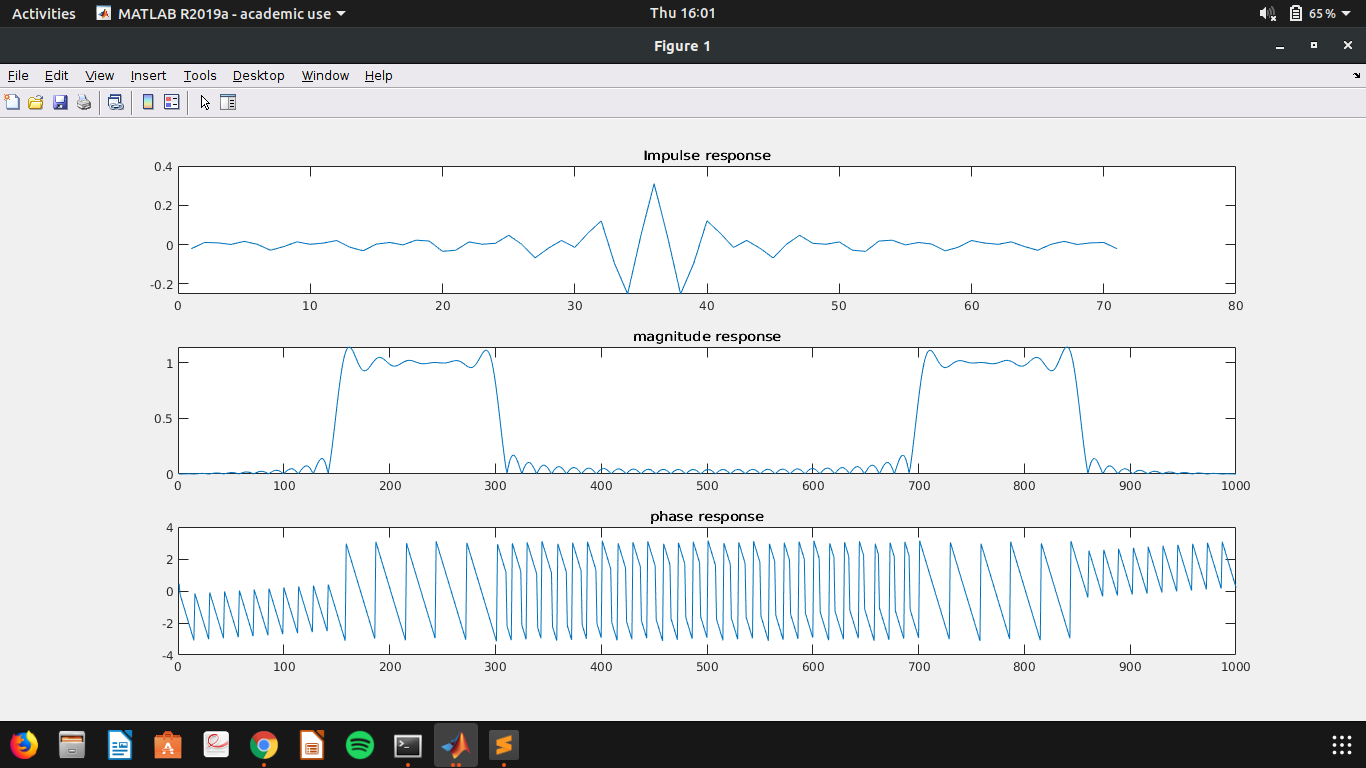 Activities MATLAB R2019a - academic use Thu 16:01 65%
Figure 1
File Edit View Insert Tools Desktop Window Help
Impulse response
0.4
0.2
0
-0.2
0 10 20 30 40 50 60 70 80
magnitude response
1
0.5
0
0 100 200 300 400 500 600 700 800 900 1000
phase response
4
2
0
-2
-4
0 100 200 300 400 500 600 700 800 900 1000